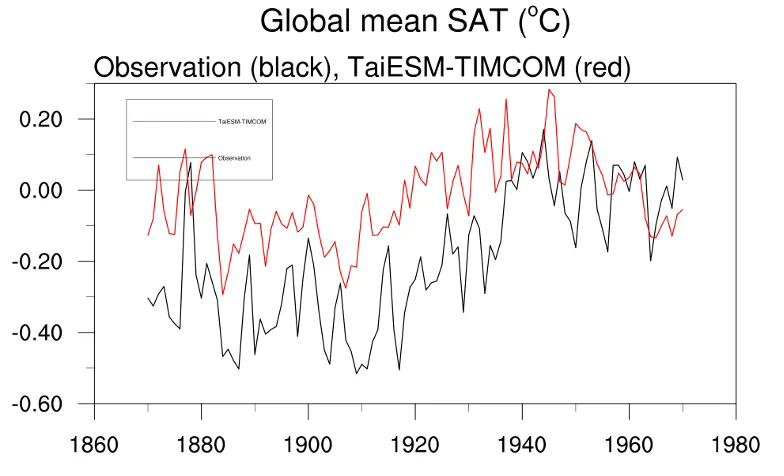 Global mean SAT (°C)
Observation (black), TaiESM-TIMCOM (red)
TaiESM-TIMCOM
Observation
0.20
0.00
-0.20
-0.40
-0.60
1860 1880 1900 1920 1940 1960 1980